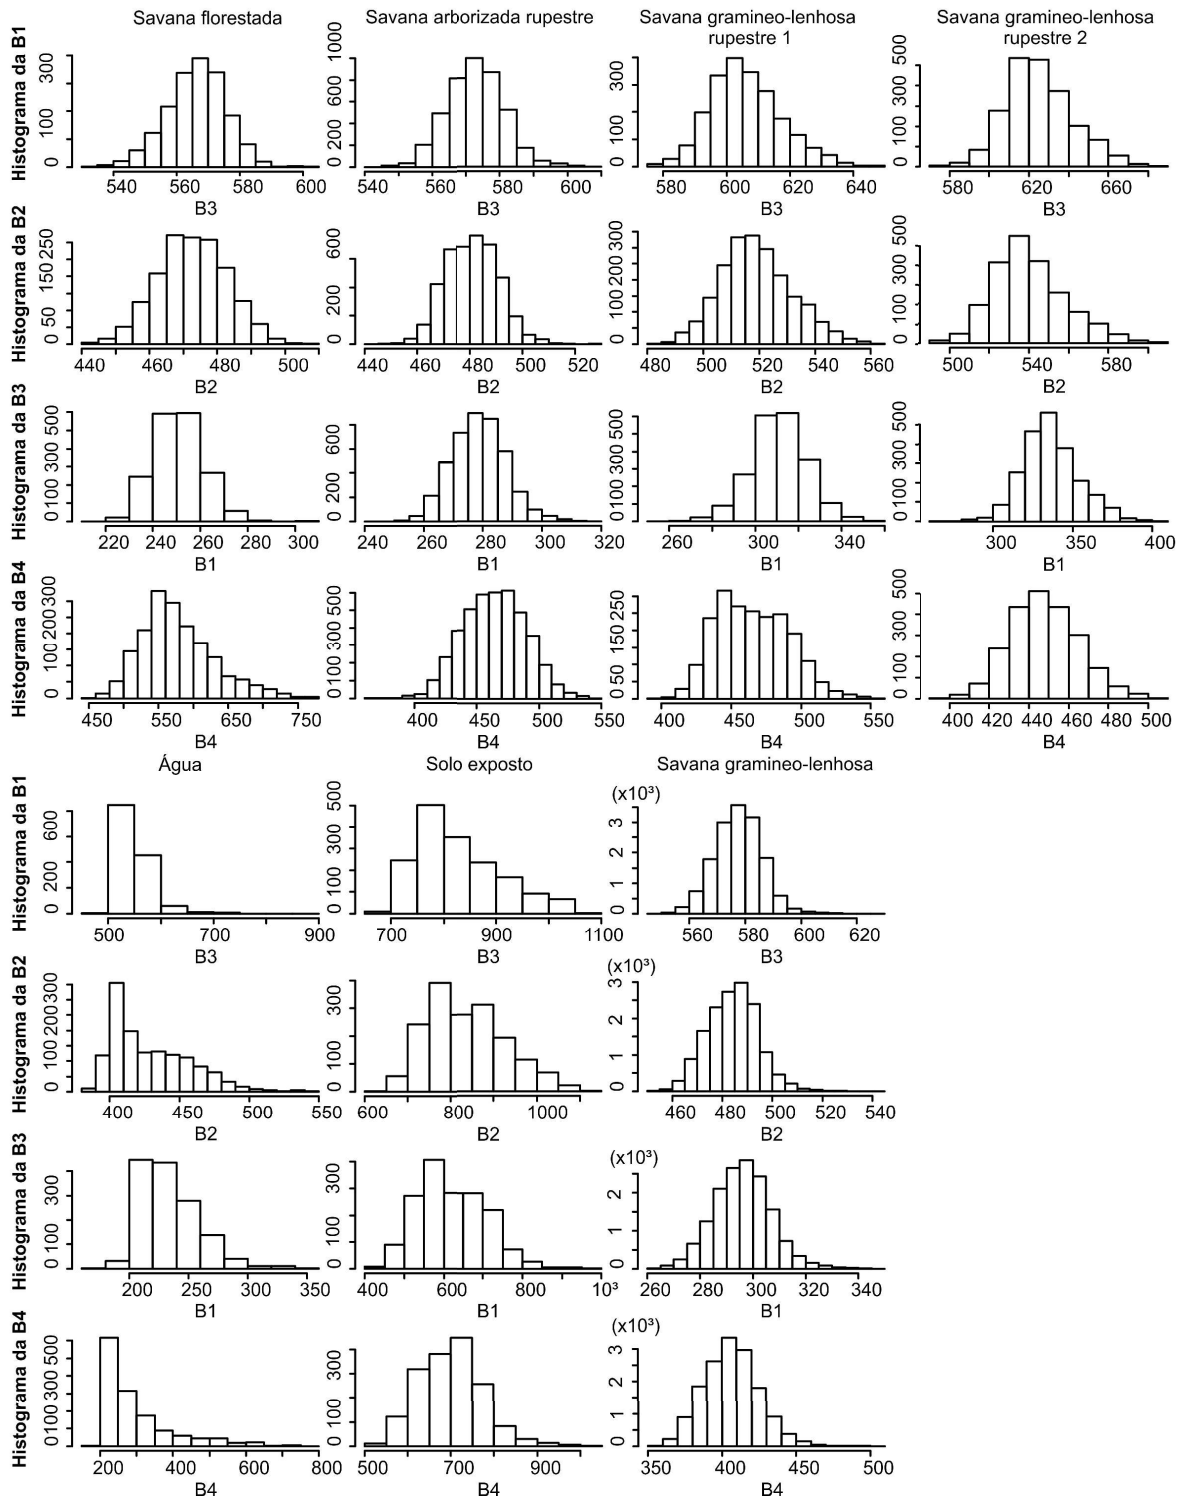 Savana florestada
Savana arborizada rupestre
Savana gramineo-lenhosa
rupestre 1
Savana gramineo-lenhosa
rupestre 2
Histograma da B1
0 100 300
540 560 580 600
B3
0 200 400 600 800 1000
540 560 580 600
B3
0 100 300
580 600 620 640
B3
0 100 300 500
580 620 660
B3
Histograma da B2
0 50 150 250
440 460 480 500
B2
0 200 600
440 460 480 500 520
B2
0 100 200 300
480 500 520 540 560
B2
0 100 300 500
500 540 580
B2
Histograma da B3
0 100 300 500
220 240 260 280 300
B1
0 200 600
240 260 280 300 320
B1
0 100 300 500
260 300 340
B1
0 100 300 500
300 350 400
B1
Histograma da B4
0 100 200 300
450 550 650 750
B4
0 100 300 500
400 450 500 550
B4
0 50 150 250
400 450 500 550
B4
0 100 300 500
400 420 440 460 480 500
B4
Água
Solo exposto
Savana gramineo-lenhosa
Histograma da B1
0 200 600
500 700 900
B3
0 100 300 500
700 900 1100
B3
(x10³)
0 1 2 3
560 580 600 620
B3
Histograma da B2
0 100 200 300
400 450 500 550
B2
0 100 300
600 800 1000
B2
(x10³)
0 1 2 3
460 480 500 520 540
B2
Histograma da B3
0 100 300
200 250 300 350
B1
0 100 300
400 600 800 10³
B1
(x10³)
0 1 2
260 280 300 320 340
B1
Histograma da B4
0 100 300 500
200 400 600 800
B4
0 100 300
500 700 900
B4
(x10³)
0 1 2 3
350 400 450 500
B4